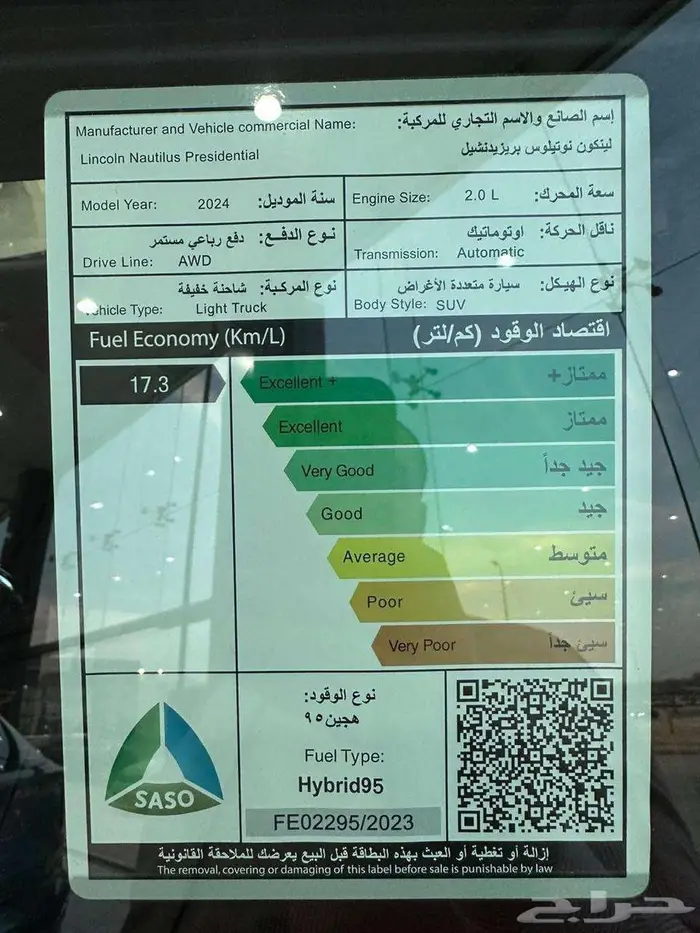 Manufacturer and Vehicle commercial Name: إسم الصانع والاسم التجاري للمركبة:
Lincoln Nautilus Presidential لينكون نوتيلوس بريزيدنشيل
Model Year: 2024 سنة الموديل: Engine Size: 2.0 L سعة المحرك:
نوع الدفع: دفع رباعي مستمر
Drive Line: AWD
ناقل الحركة: اوتوماتيك
Transmission: Automatic
نوع المركبة: شاحنة خفيفة
Vehicle Type: Light Truck
نوع الهيكل: سيارة متعددة الأغراض
Body Style: SUV
Fuel Economy (Km/L) اقتصاد الوقود (كم/لتر)
17.3
Excellent + ممتاز+
Excellent ممتاز
Very Good جيد جداً
Good جيد
Average متوسط
Poor سيئ
Very Poor سيئ جداً
SASO
نوع الوقود:
هجين٩٥
Fuel Type:
Hybrid95
FE02295/2023
إزالة أو تغطية أو العبث بهذه البطاقة قبل البيع يعرضك للملاحقة القانونية
The removal, covering or damaging of this label before sale is punishable by law
حراج